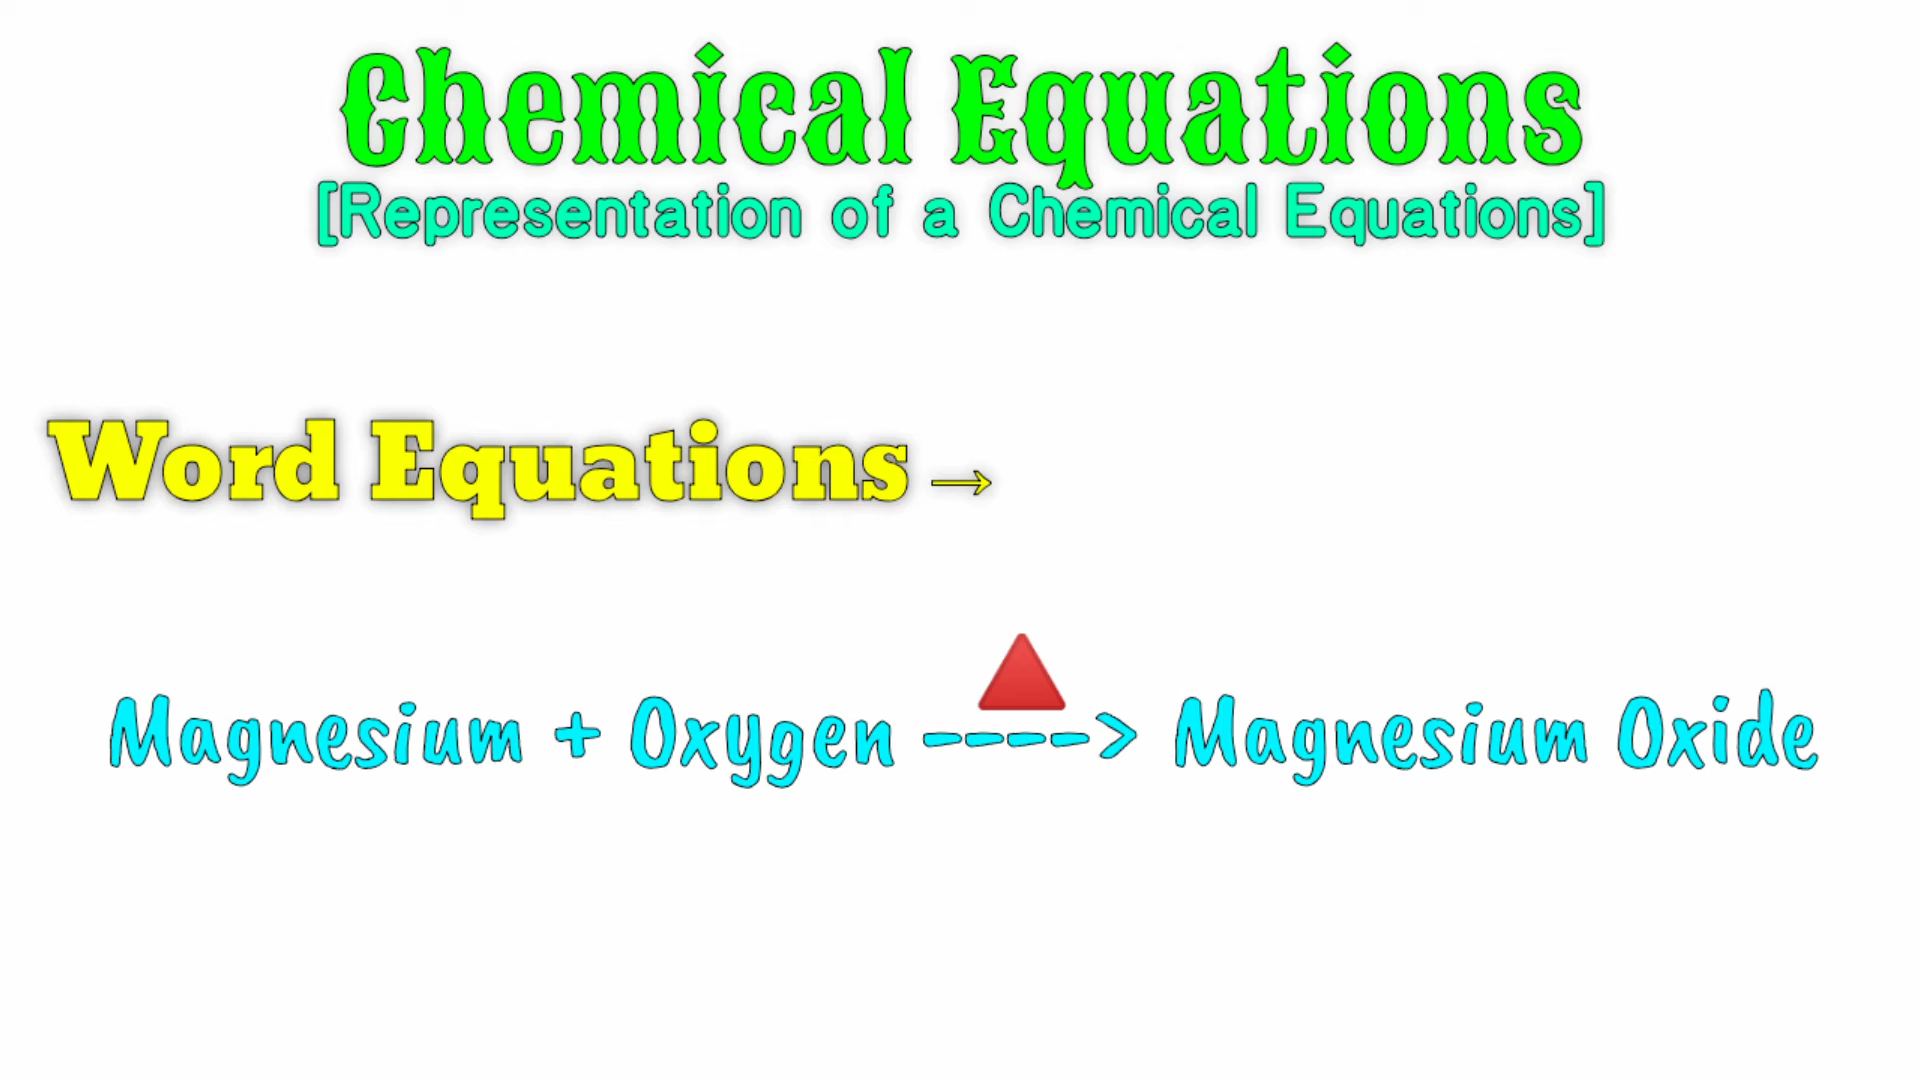 Chemical Equations
[Representation of a Chemical Equations]
Word Equations →
Magnesium + Oxygen ----> Magnesium Oxide